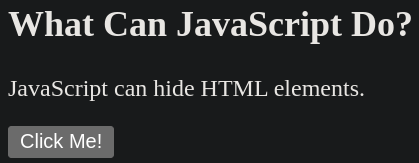 What Can JavaScript Do?
JavaScript can hide HTML elements.
Click Me!